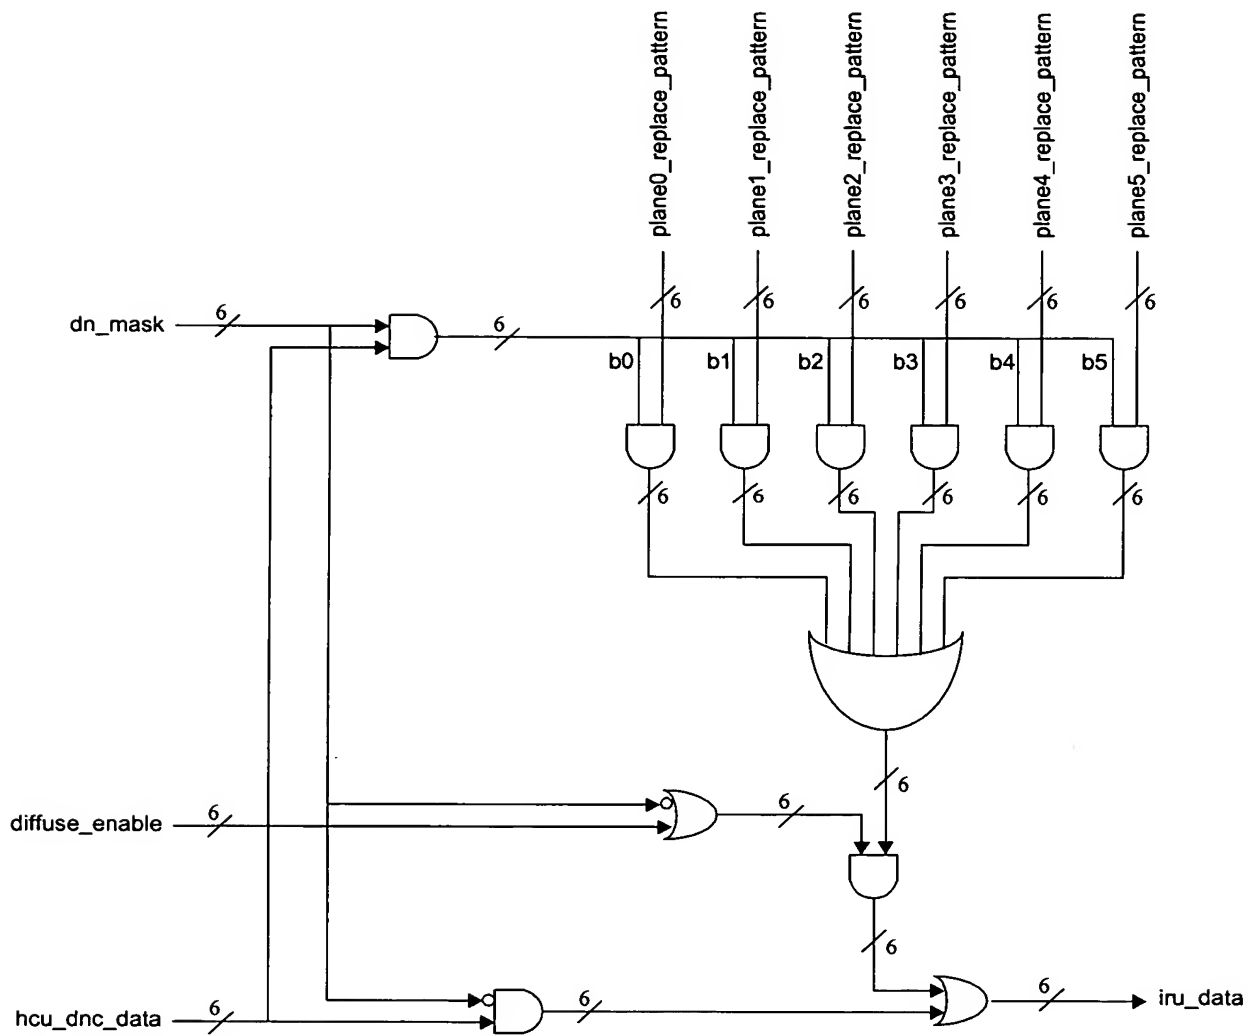 plane0_replace_pattern
plane1_replace_pattern
plane2_replace_pattern
plane3_replace_pattern
plane4_replace_pattern
plane5_replace_pattern
6 6 6 6 6 6
dn_mask 6 6
b0 b1 b2 b3 b4 b5
6 6 6 6 6 6
6
diffuse_enable 6 6
6
hcu_dnc_data 6 6 6 iru_data